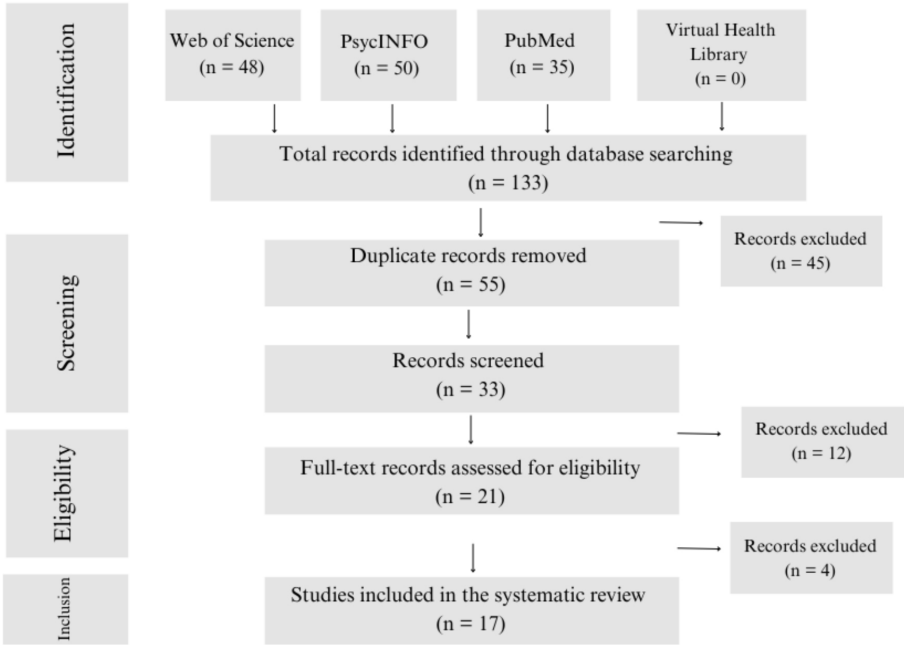 Identification
Web of Science
(n = 48)
PsycINFO
(n = 50)
PubMed
(n = 35)
Virtual Health
Library
(n = 0)
Total records identified through database searching
(n = 133)
Records excluded
(n = 45)
Screening
Duplicate records removed
(n = 55)
Records screened
(n = 33)
Records excluded
(n = 12)
Eligibility
Full-text records assessed for eligibility
(n = 21)
Records excluded
(n = 4)
Inclusion
Studies included in the systematic review
(n = 17)